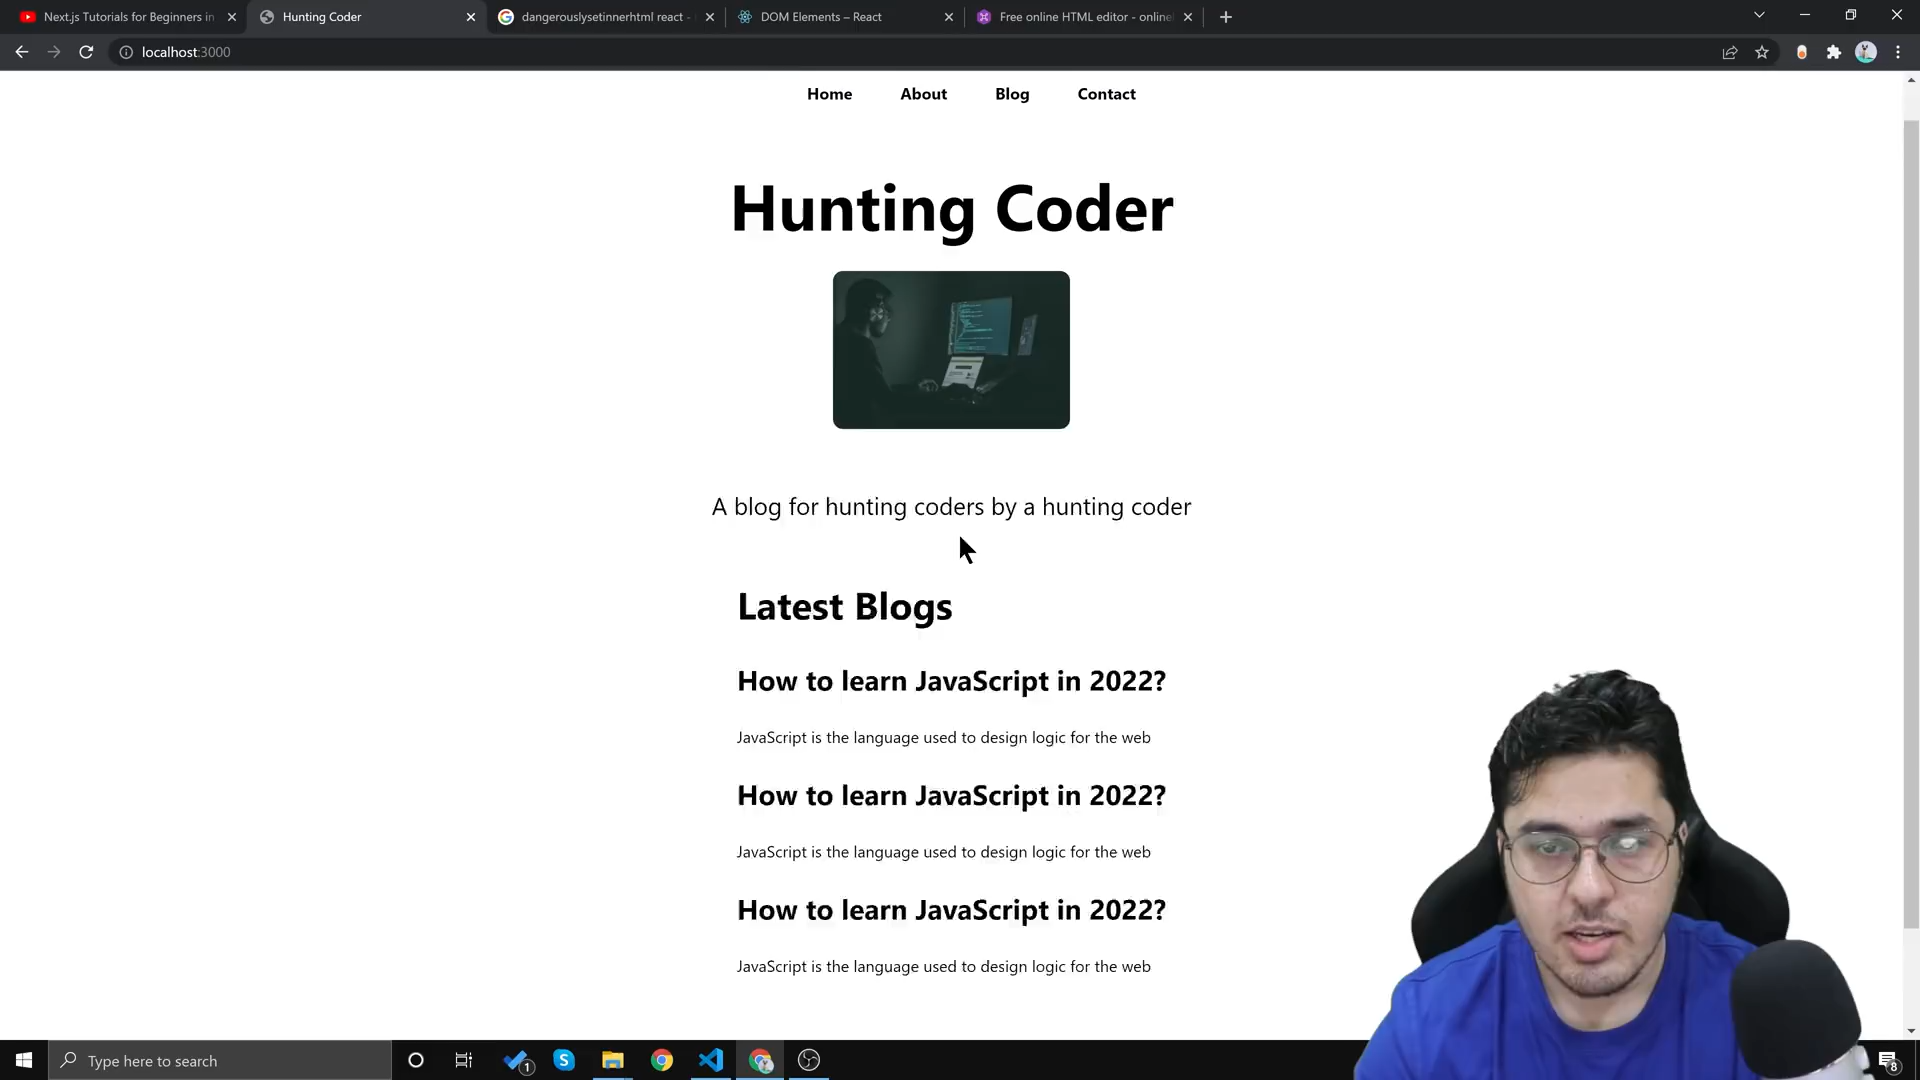 Next.js Tutorials for Beginners in
Hunting Coder
dangerouslysetinnerhtml react -
DOM Elements – React
Free online HTML editor - onlinel
localhost:3000
Home
About
Blog
Contact
Hunting Coder
A blog for hunting coders by a hunting coder
Latest Blogs
How to learn JavaScript in 2022?
JavaScript is the language used to design logic for the web
How to learn JavaScript in 2022?
JavaScript is the language used to design logic for the web
How to learn JavaScript in 2022?
JavaScript is the language used to design logic for the web
Type here to search
1
8